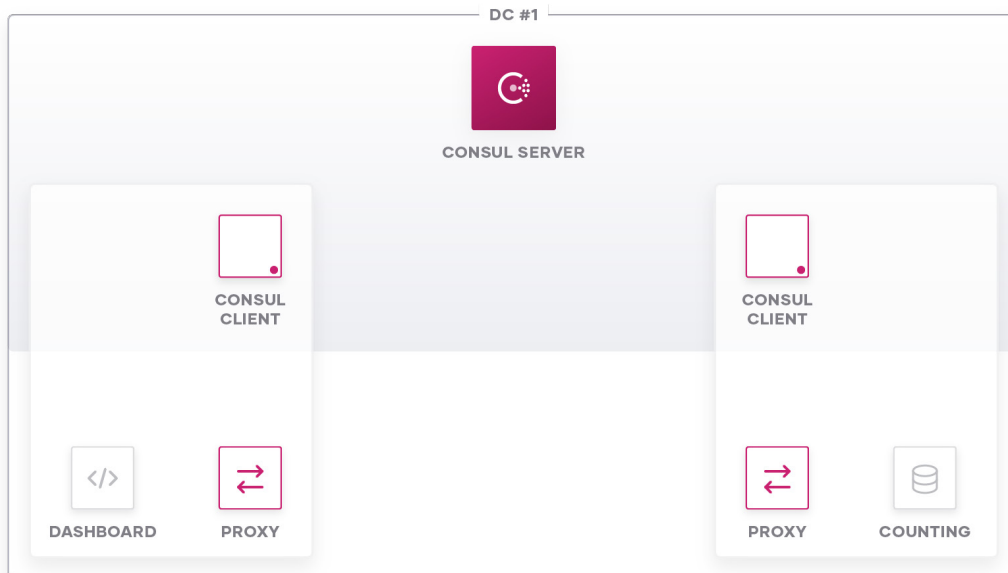 DC #1
CONSUL SERVER
CONSUL
CLIENT
CONSUL
CLIENT
DASHBOARD
PROXY
PROXY
COUNTING